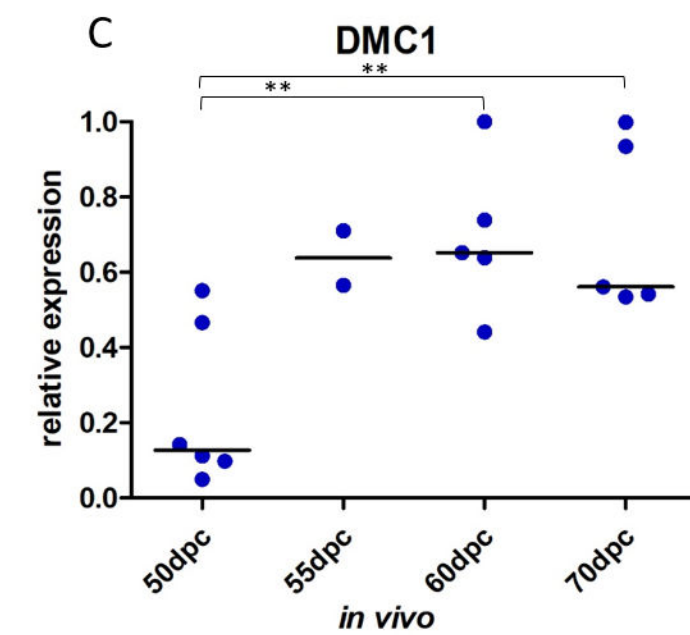 C
DMC1
**
**
relative expression
1.0
0.8
0.6
0.4
0.2
0.0
50dpc
55dpc
60dpc
70dpc
in vivo